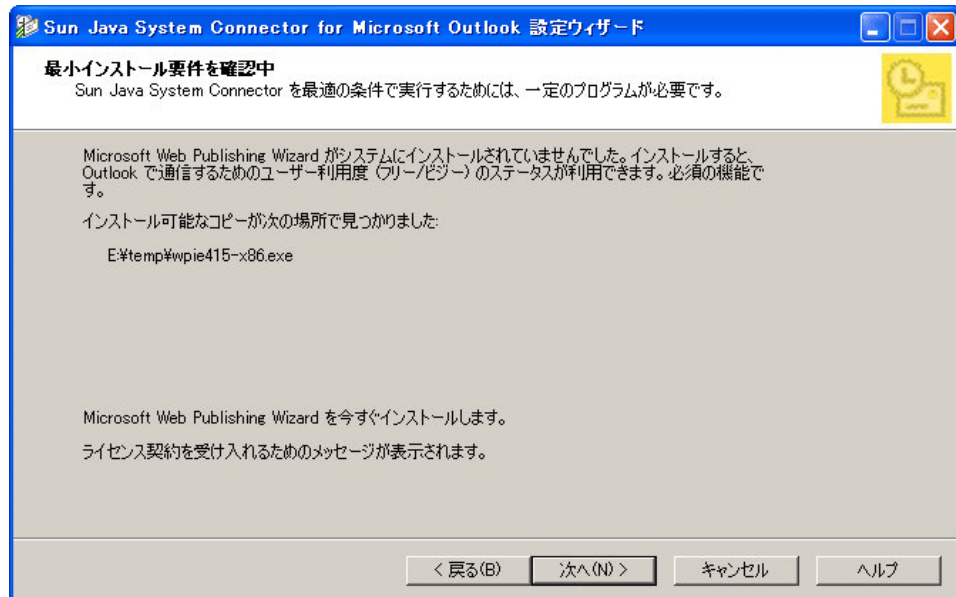 Sun Java System Connector for Microsoft Outlook 設定ウィザード
最小インストール要件を確認中
Sun Java System Connector を最適の条件で実行するためには、一定のプログラムが必要です。
Microsoft Web Publishing Wizard がシステムにインストールされていませんでした。インストールすると、
Outlook で通信するためのユーザー利用度 (フリー/ビジー) のステータスが利用できます。必須の機能で
す。
インストール可能なコピーが次の場所で見つかりました:
E:¥temp¥wpie415-x86.exe
Microsoft Web Publishing Wizard を今すぐインストールします。
ライセンス契約を受け入れるためのメッセージが表示されます。
< 戻る(B) 次へ(N) > キャンセル ヘルプ